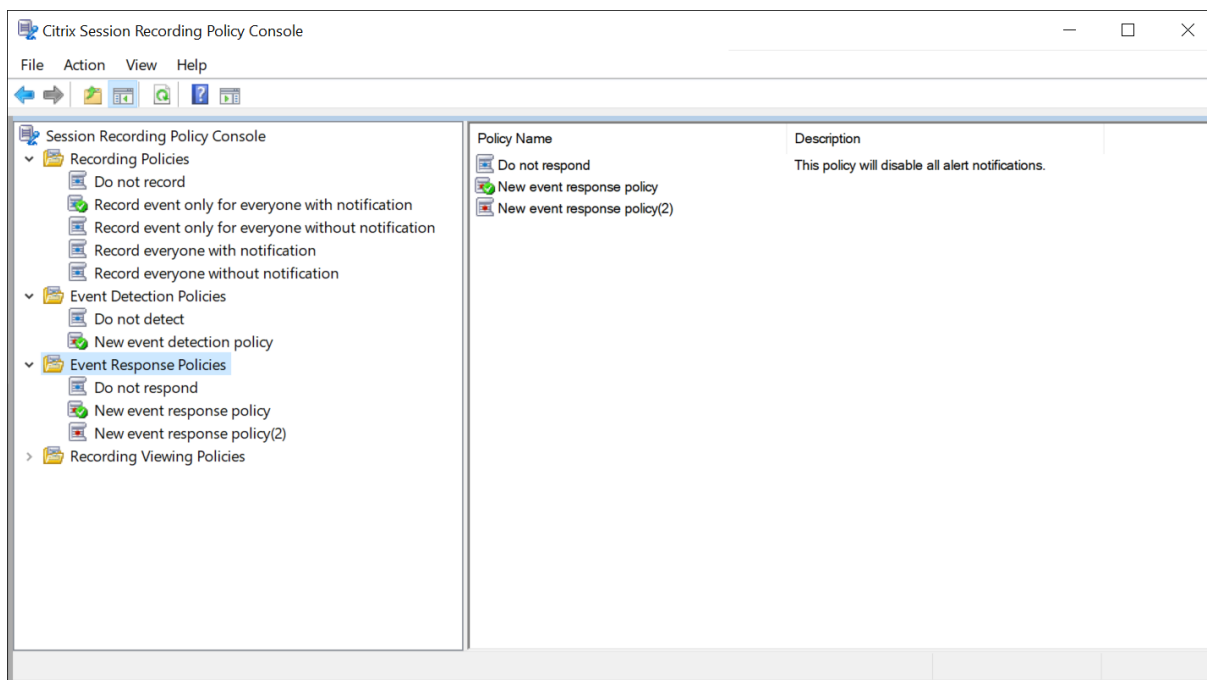 Citrix Session Recording Policy Console
File Action View Help
Session Recording Policy Console
Recording Policies
Do not record
Record event only for everyone with notification
Record event only for everyone without notification
Record everyone with notification
Record everyone without notification
Event Detection Policies
Do not detect
New event detection policy
Event Response Policies
Do not respond
New event response policy
New event response policy(2)
Recording Viewing Policies
Policy Name Description
Do not respond This policy will disable all alert notifications.
New event response policy
New event response policy(2)